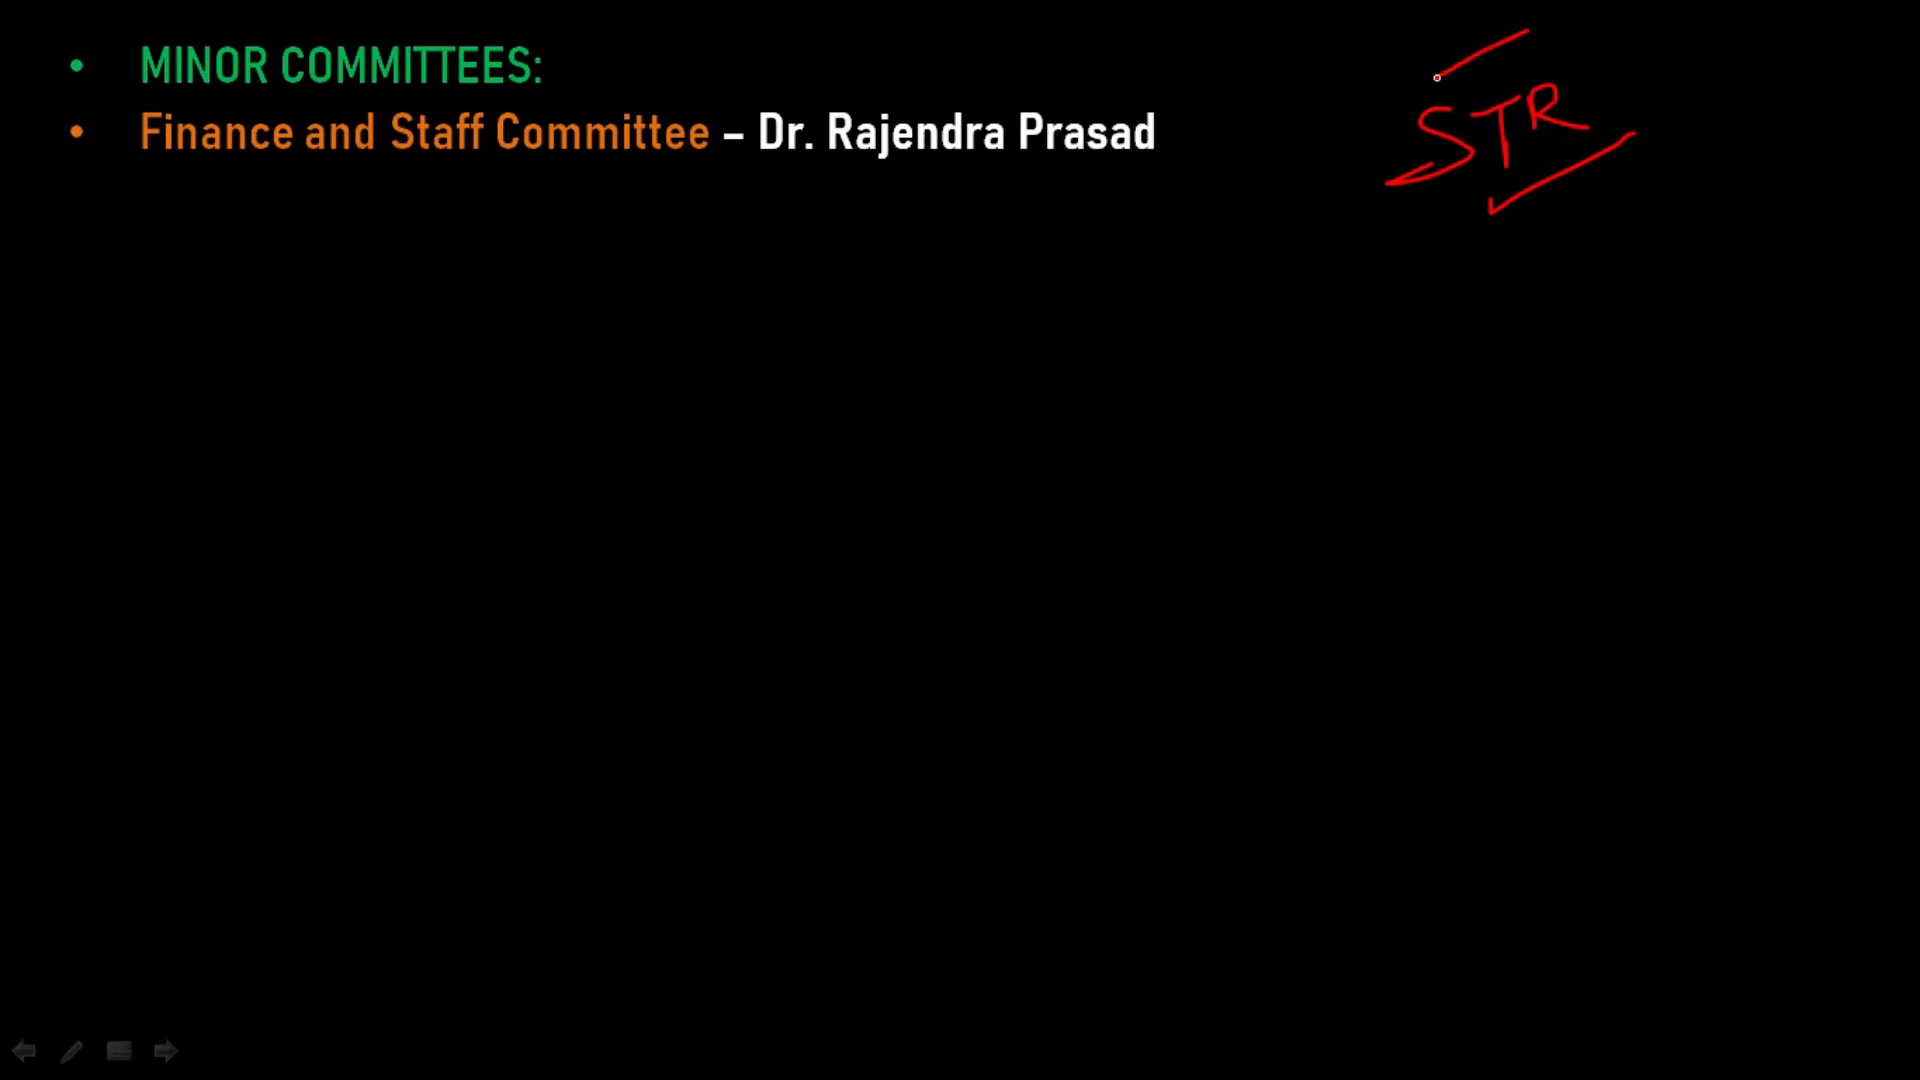 MINOR COMMITTEES:
Finance and Staff Committee – Dr. Rajendra Prasad
STR